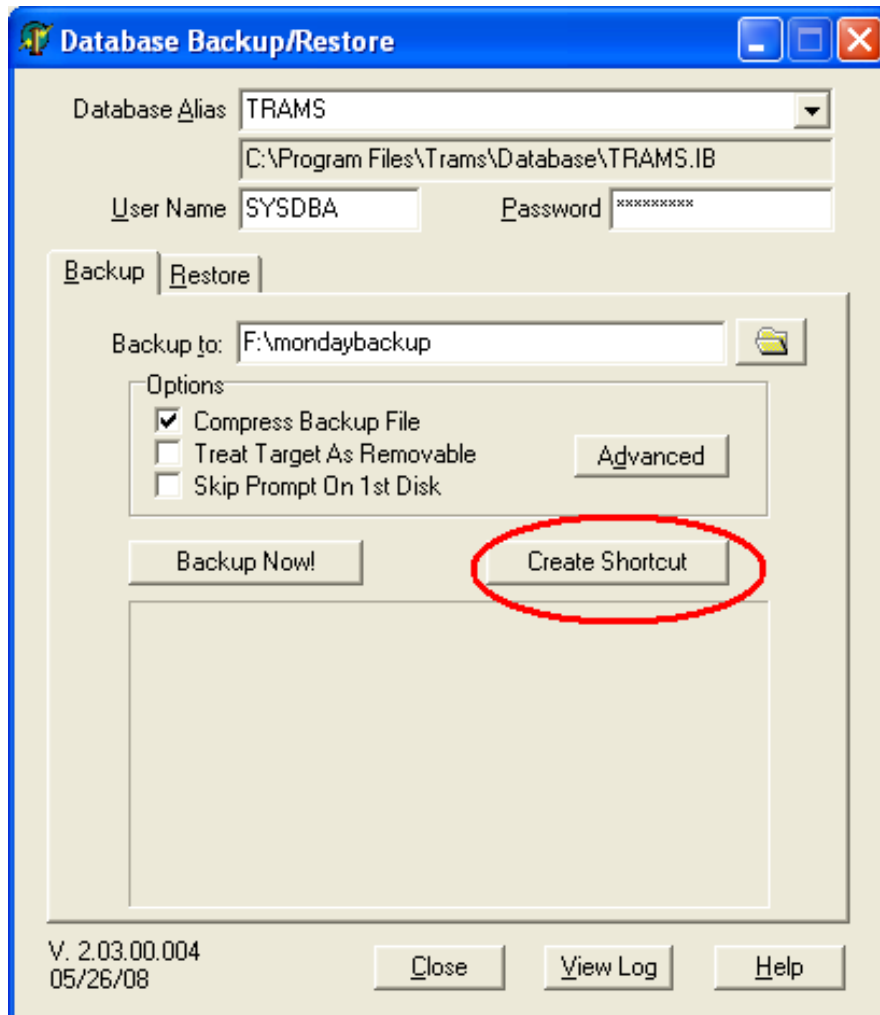 Database Backup/Restore
Database Alias TRAMS
C:\Program Files\Trams\Database\TRAMS.IB
User Name SYSDBA Password *********
Backup Restore
Backup to: F:\mondaybackup
Options
Compress Backup File
Treat Target As Removable
Advanced
Skip Prompt On 1st Disk
Backup Now! Create Shortcut
V. 2.03.00.004
05/26/08
Close View Log Help